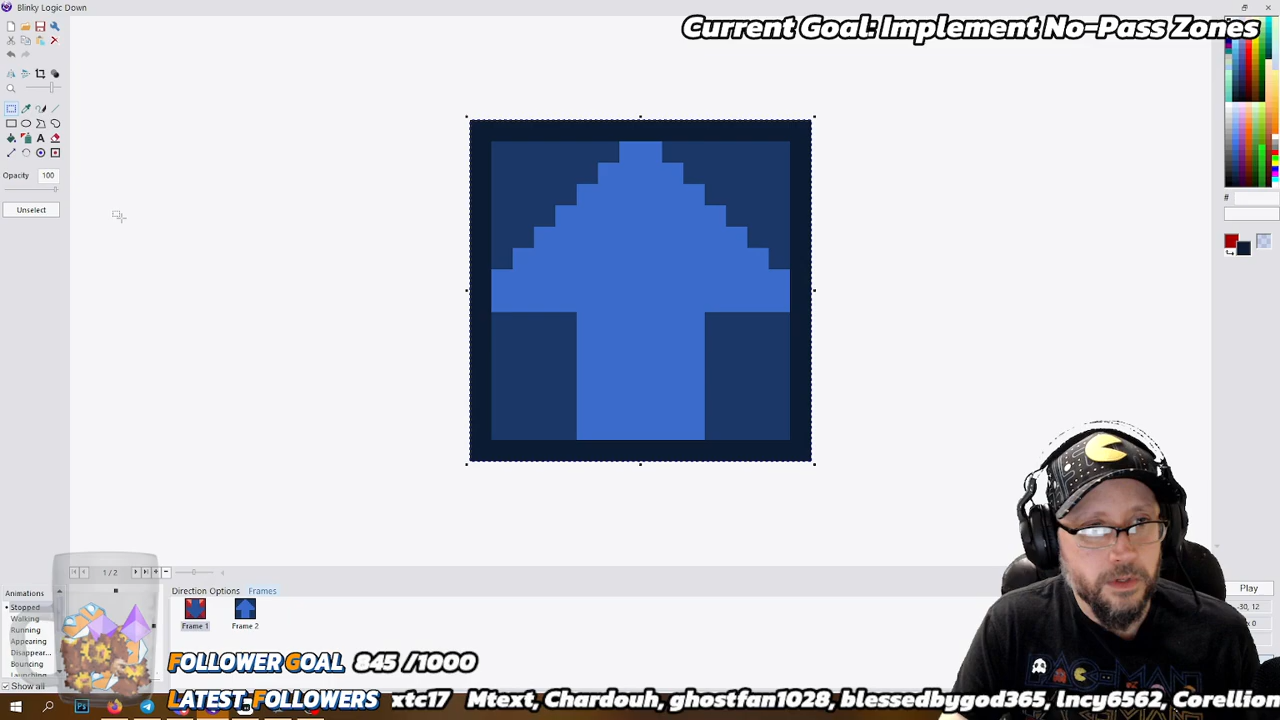 Blinky Logic Down
Current Goal: Implement No-Pass Zones
Opacity 100
Unselect
#
1 / 2
Animations
Direction Options
Frames
Stopped
Walking
Running
Appearing
Disappear...
Bouncing
Show all
Frame 1
Frame 2
Play
-30, 12
FOLLOWER GOAL 845 /1000
LATEST FOLLOWERS xtc17 Mtext, Chardouh, ghostfan1028, blessedbygod365, lncy6562, Corellion